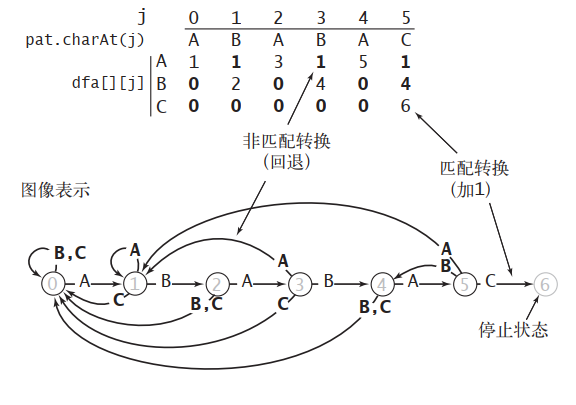 j 0 1 2 3 4 5
pat.charAt(j) A B A B A C
A 1 1 3 1 5 1
dfa[][j] B 0 2 0 4 0 4
C 0 0 0 0 0 6
非匹配转换
(回退)
匹配转换
(加1)
图像表示
B,C A A A
B
0 A 1 B 2 A 3 B 4 A 5 C 6
C B,C C B,C
停止状态